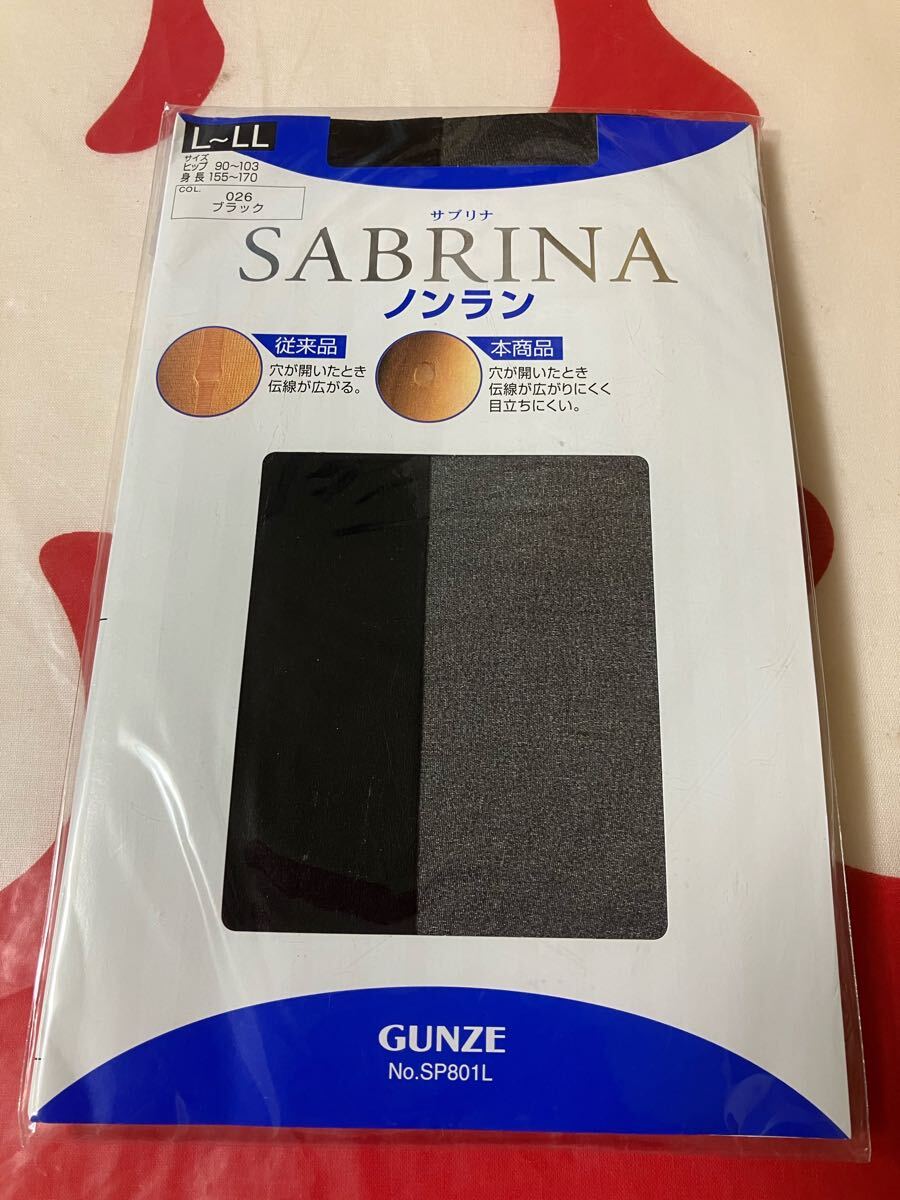 L~LL
サイズ
ヒップ 90~103
身長 155~170
COL.
026
ブラック
サブリナ
SABRINA
ノンラン
従来品
穴が開いたとき
伝線が広がる。
本商品
穴が開いたとき
伝線が広がりにくく
目立ちにくい。
GUNZE
No.SP801L